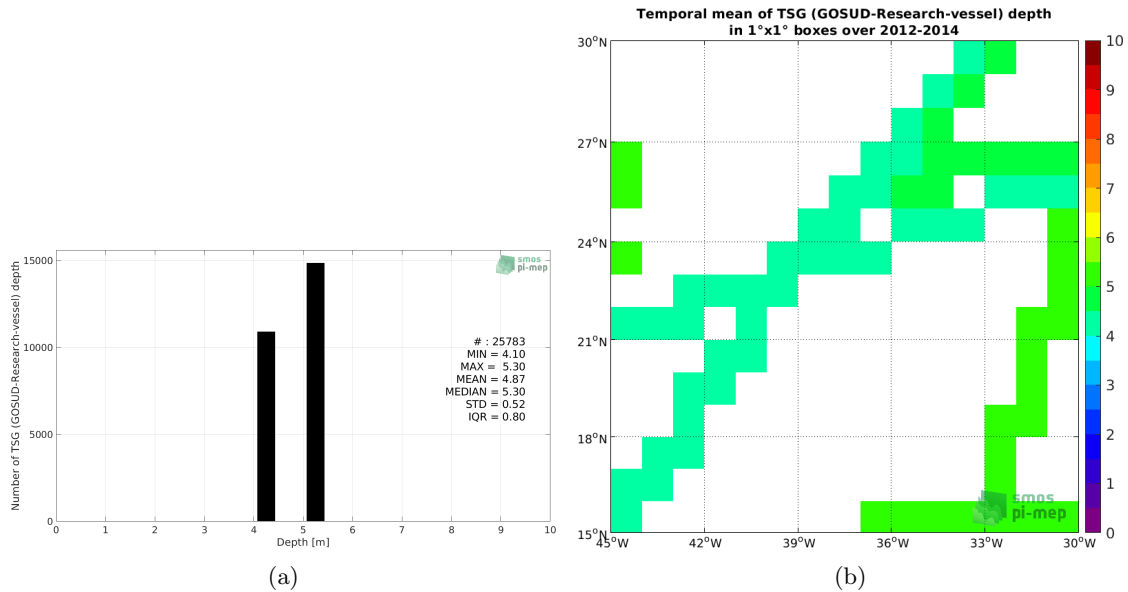 Number of TSG (GOSUD-Research-vessel) depth
15000
10000
5000
0
0 1 2 3 4 5 6 7 8 9 10
Depth [m]
smos
pi-mep
# : 25783
MIN = 4.10
MAX = 5.30
MEAN = 4.87
MEDIAN = 5.30
STD = 0.52
IQR = 0.80
(a)
Temporal mean of TSG (GOSUD-Research-vessel) depth
in 1°x1° boxes over 2012-2014
30°N
27°N
24°N
21°N
18°N
15°N
45°W 42°W 39°W 36°W 33°W 30°W
smos
pi-mep
10
9
8
7
6
5
4
3
2
1
0
(b)